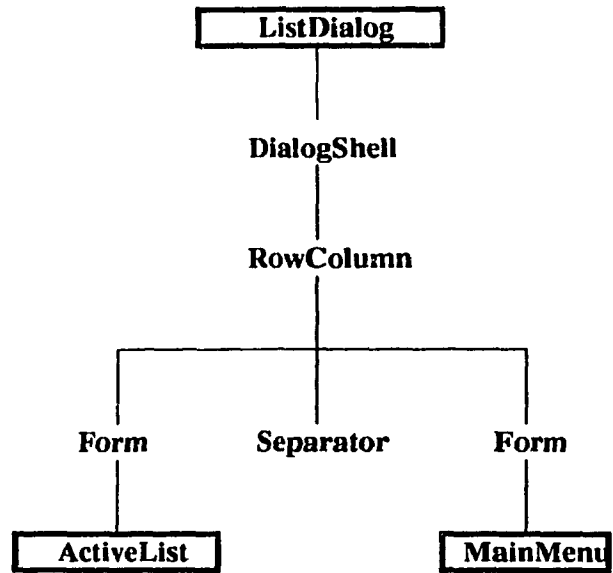 ListDialog
DialogShell
RowColumn
Form Separator Form
ActiveList MainMenu